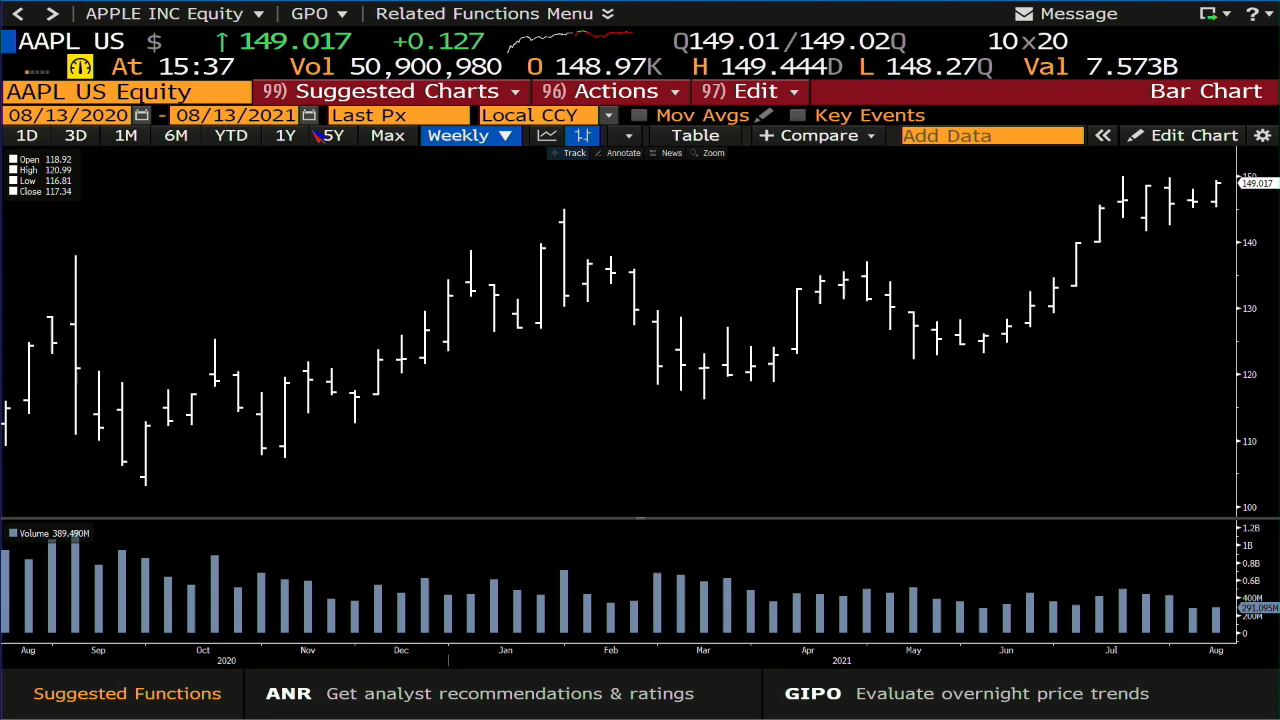 APPLE INC Equity GPO Related Functions Menu Message ?
AAPL US $ ↑ 149.017 +0.127 Q149.01/149.02Q 10x20
At 15:37 Vol 50,900,980 O 148.97K H 149.444D L 148.27Q Val 7.573B
AAPL US Equity 99) Suggested Charts 96) Actions 97) Edit Bar Chart
08/13/2020 - 08/13/2021 Last Px Local CCY Mov Avgs Key Events
1D 3D 1M 6M YTD 1Y 5Y Max Weekly ▼ Table + Compare Add Data « Edit Chart
Track Annotate News Zoom
Open 118.92
High 120.99
Low 116.81
Close 117.34
150
149.017
140
130
120
110
100
Volume 389.490M
1.2B
1B
0.8B
0.6B
400M
291.095M
200M
0
Aug Sep Oct Nov Dec Jan Feb Mar Apr May Jun Jul Aug
2020 2021
Suggested Functions ANR Get analyst recommendations & ratings GIPO Evaluate overnight price trends